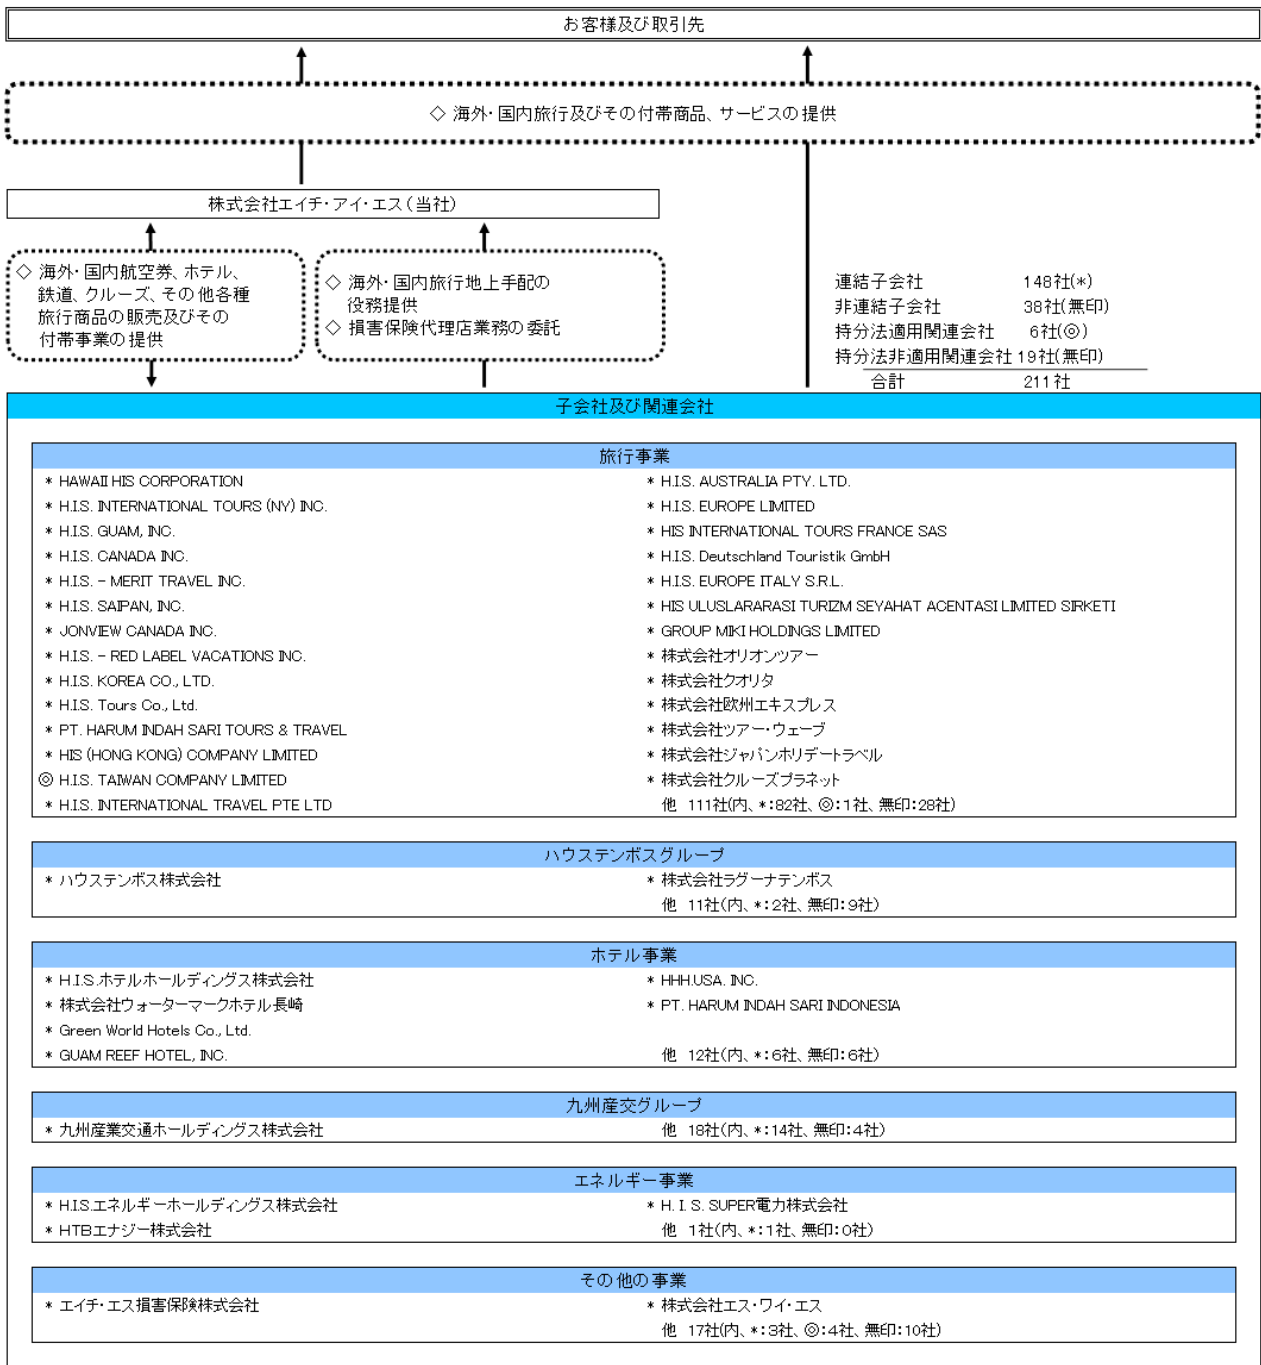 お客様及び取引先
◇ 海外・国内旅行及びその付帯商品、サービスの提供
株式会社エイチ・アイ・エス(当社)
◇ 海外・国内航空券、ホテル、
鉄道、クルーズ、その他各種
旅行商品の販売及びその
付帯事業の提供
◇ 海外・国内旅行地上手配の
役務提供
◇ 損害保険代理店業務の委託
連結子会社 148社(*)
非連結子会社 38社(無印)
持分法適用関連会社 6社(◎)
持分法非適用関連会社 19社(無印)
合計 211社
子会社及び関連会社
旅行事業
* HAWAII HIS CORPORATION
* H.I.S. INTERNATIONAL TOURS (NY) INC.
* H.I.S. GUAM, INC.
* H.I.S. CANADA INC.
* H.I.S. - MERIT TRAVEL INC.
* H.I.S. SAIPAN, INC.
* JONVIEW CANADA INC.
* H.I.S. - RED LABEL VACATIONS INC.
* H.I.S. KOREA CO., LTD.
* H.I.S. Tours Co., Ltd.
* PT. HARUM INDAH SARI TOURS & TRAVEL
* HIS (HONG KONG) COMPANY LIMITED
◎ H.I.S. TAIWAN COMPANY LIMITED
* H.I.S. INTERNATIONAL TRAVEL PTE LTD
* H.I.S. AUSTRALIA PTY. LTD.
* H.I.S. EUROPE LIMITED
* HIS INTERNATIONAL TOURS FRANCE SAS
* H.I.S. Deutschland Touristik GmbH
* H.I.S. EUROPE ITALY S.R.L.
* HIS ULUSLARARASI TURIZM SEYAHAT ACENTASI LIMITED SIRKETI
* GROUP MIKI HOLDINGS LIMITED
* 株式会社オリオンツアー
* 株式会社クオリタ
* 株式会社欧州エキスプレス
* 株式会社ツアー・ウェーブ
* 株式会社ジャパンホリデートラベル
* 株式会社クルーズプラネット
他 111社(内、*:82社、◎:1社、無印:28社)
ハウステンボスグループ
* ハウステンボス株式会社
* 株式会社ラグーナテンボス
他 11社(内、*:2社、無印:9社)
ホテル事業
* H.I.S.ホテルホールディングス株式会社
* 株式会社ウォーターマークホテル長崎
* Green World Hotels Co., Ltd.
* GUAM REEF HOTEL, INC.
* HHH.USA. INC.
* PT. HARUM INDAH SARI INDONESIA
他 12社(内、*:6社、無印:6社)
九州産交グループ
* 九州産業交通ホールディングス株式会社
他 18社(内、*:14社、無印:4社)
エネルギー事業
* H.I.S.エネルギーホールディングス株式会社
* HTBエナジー株式会社
* H. I. S. SUPER電力株式会社
他 1社(内、*:1社、無印:0社)
その他の事業
* エイチ・エス損害保険株式会社
* 株式会社エス・ワイ・エス
他 17社(内、*:3社、◎:4社、無印:10社)